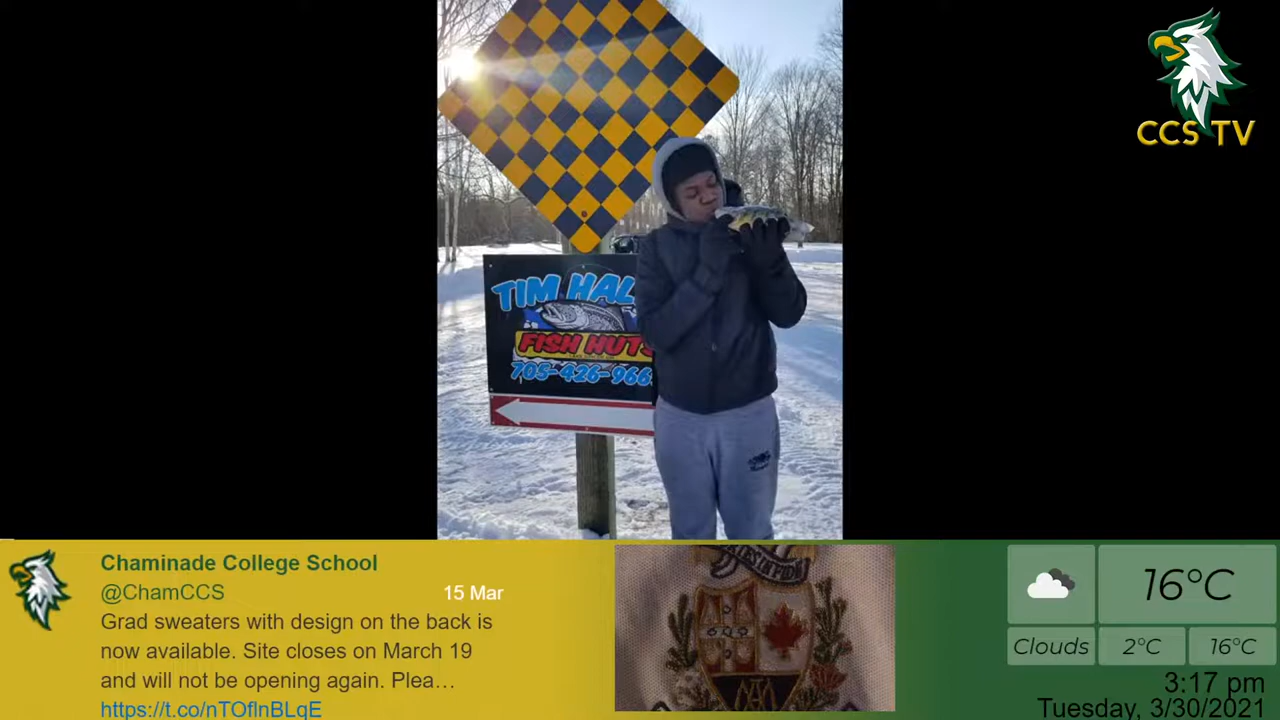 CCS TV
TIM HAL
FISH HUTS
705-426-966
Chaminade College School
@ChamCCS
15 Mar
Grad sweaters with design on the back is
now available. Site closes on March 19
and will not be opening again. Plea…
https://t.co/nTOflnBLqE
16°C
Clouds
2°C
16°C
3:17 pm
Tuesday, 3/30/2021